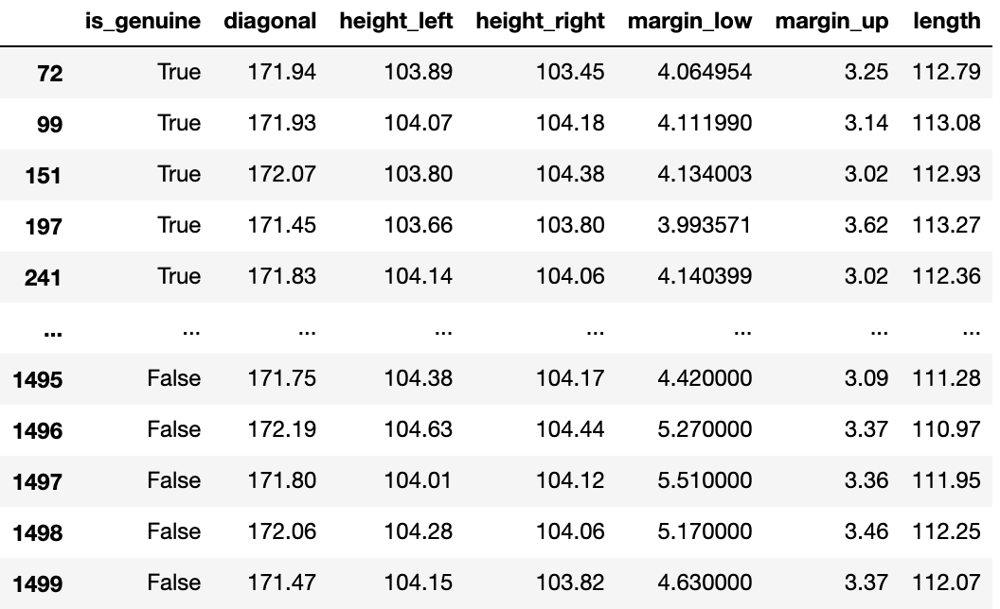 is_genuine diagonal height_left height_right margin_low margin_up length
72 True 171.94 103.89 103.45 4.064954 3.25 112.79
99 True 171.93 104.07 104.18 4.111990 3.14 113.08
151 True 172.07 103.80 104.38 4.134003 3.02 112.93
197 True 171.45 103.66 103.80 3.993571 3.62 113.27
241 True 171.83 104.14 104.06 4.140399 3.02 112.36
... ... ... ... ... ... ... ...
1495 False 171.75 104.38 104.17 4.420000 3.09 111.28
1496 False 172.19 104.63 104.44 5.270000 3.37 110.97
1497 False 171.80 104.01 104.12 5.510000 3.36 111.95
1498 False 172.06 104.28 104.06 5.170000 3.46 112.25
1499 False 171.47 104.15 103.82 4.630000 3.37 112.07